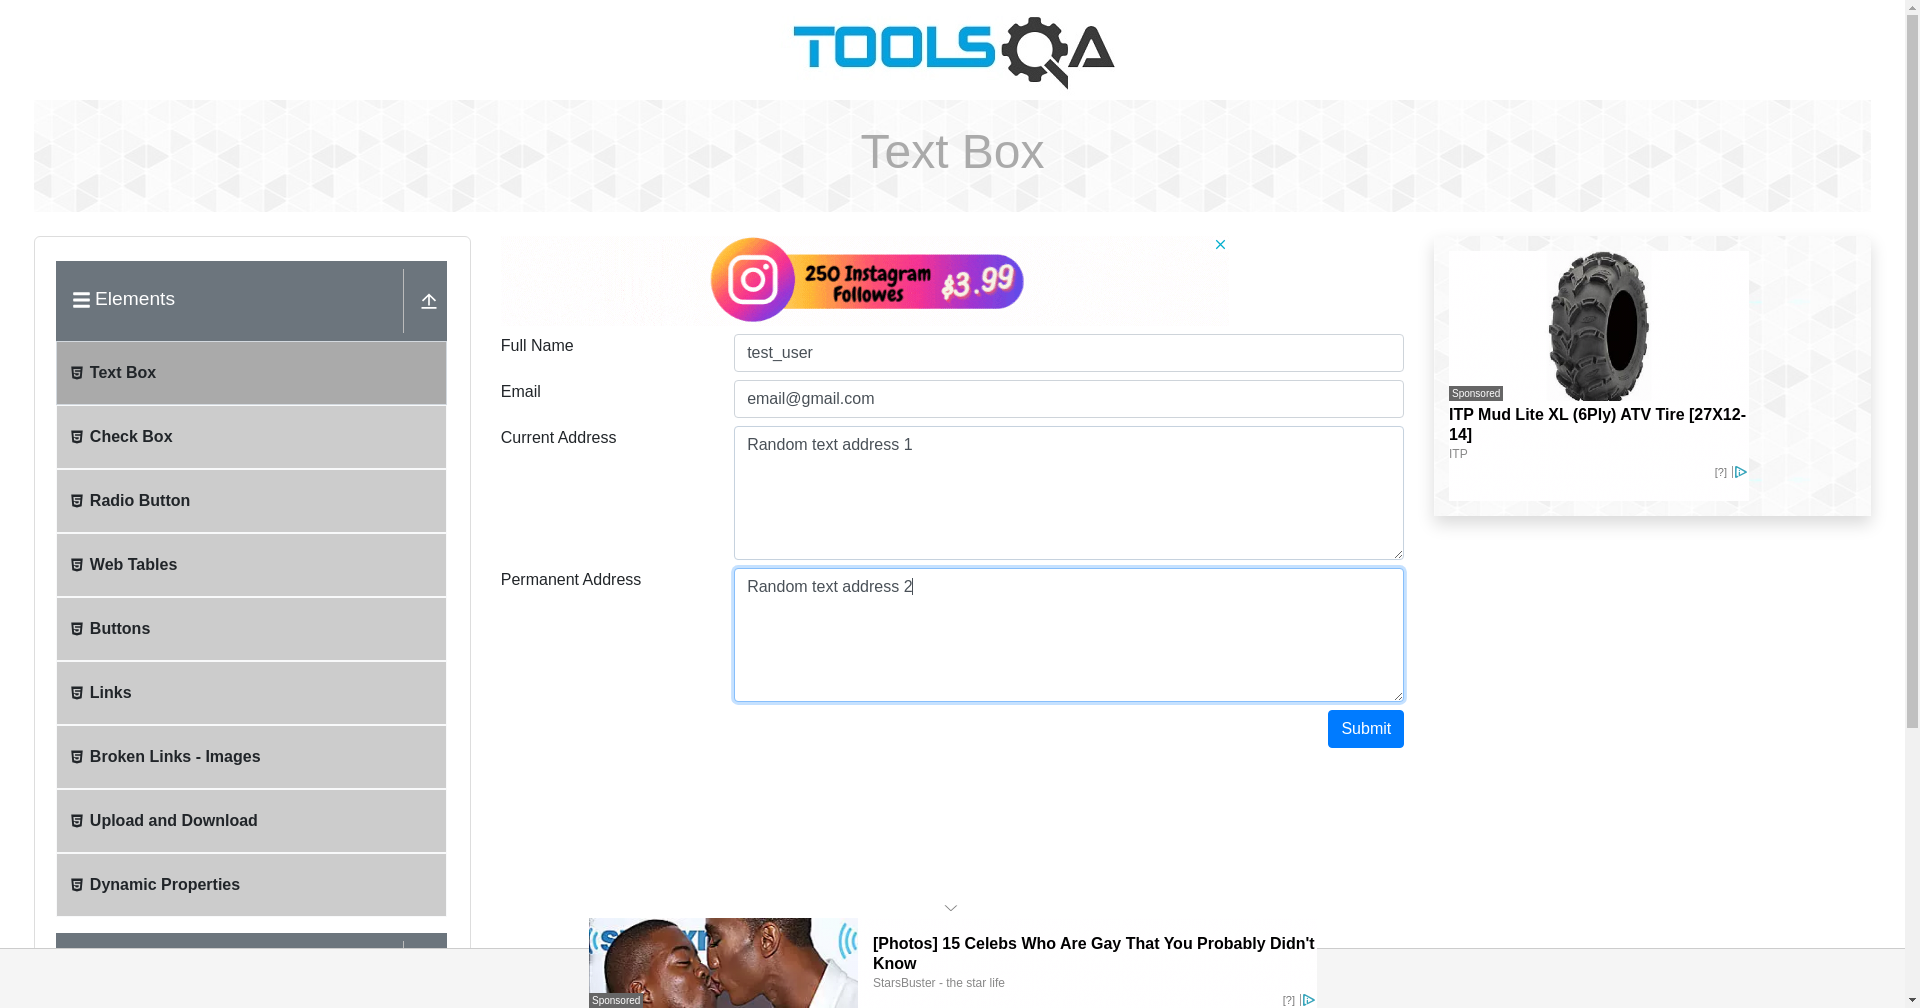 TOOLSQA
Text Box
Elements
Text Box
Check Box
Radio Button
Web Tables
Buttons
Links
Broken Links - Images
Upload and Download
Dynamic Properties
250 Instagram
Followes
$3.99
Full Name
test_user
Email
email@gmail.com
Current Address
Random text address 1
Permanent Address
Random text address 2
Submit
Sponsored
ITP Mud Lite XL (6Ply) ATV Tire [27X12-
14]
ITP
[?]
Sponsored
[Photos] 15 Celebs Who Are Gay That You Probably Didn't
Know
StarsBuster - the star life
[?]